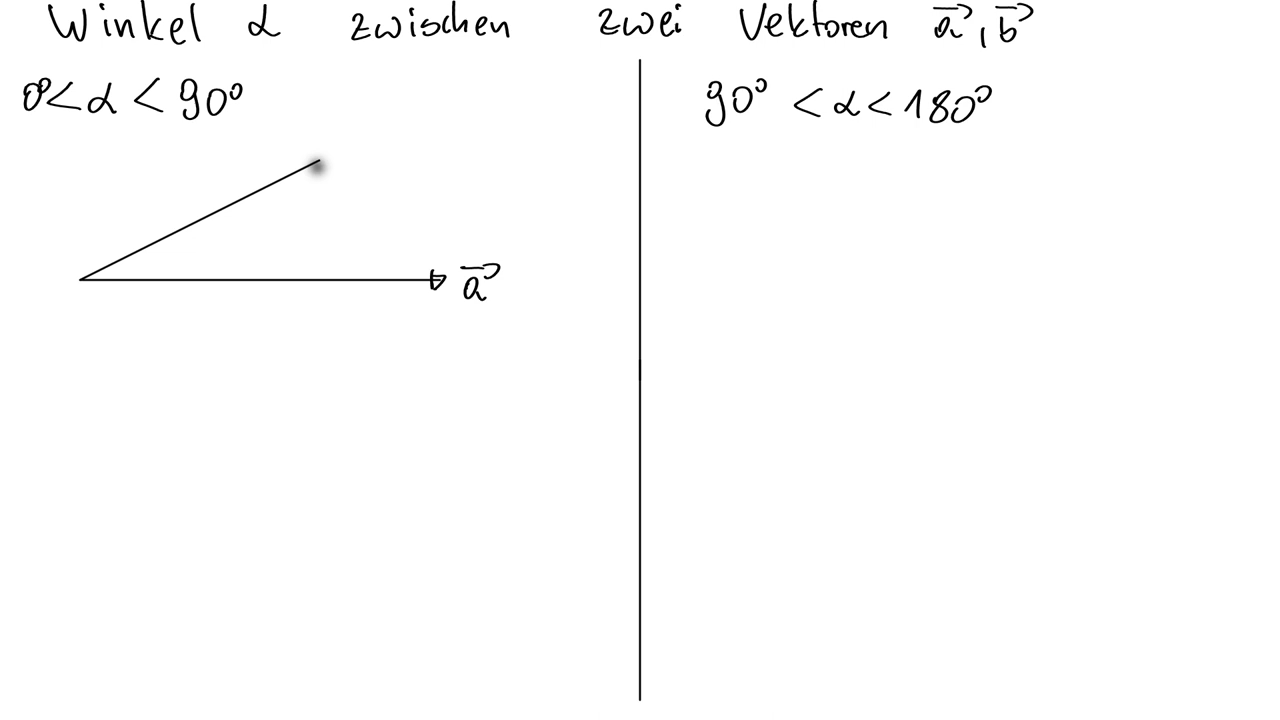 Winkel α zwischen zwei Vektoren a⃗, b⃗
0°<α<90°
90° <α<180°
a⃗